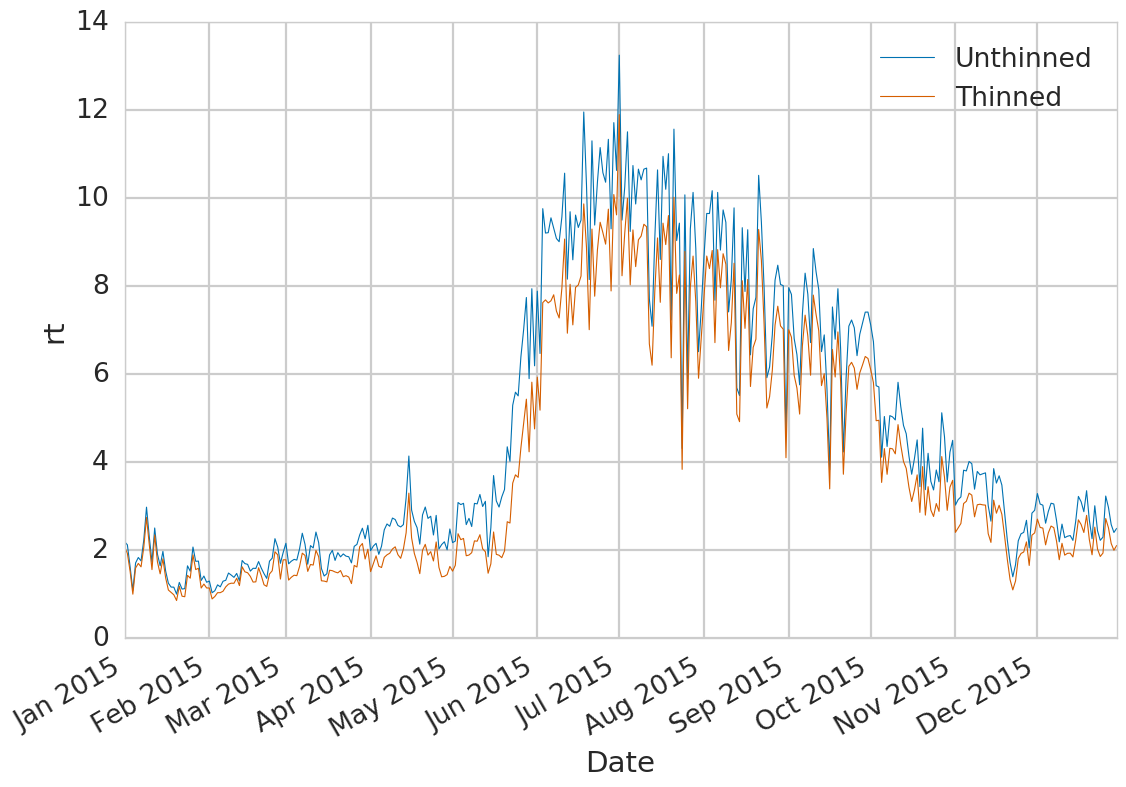 14
12
10
8
6
4
2
0
rt
Unthinned
Thinned
Jan 2015
Feb 2015
Mar 2015
Apr 2015
May 2015
Jun 2015
Jul 2015
Aug 2015
Sep 2015
Oct 2015
Nov 2015
Dec 2015
Date